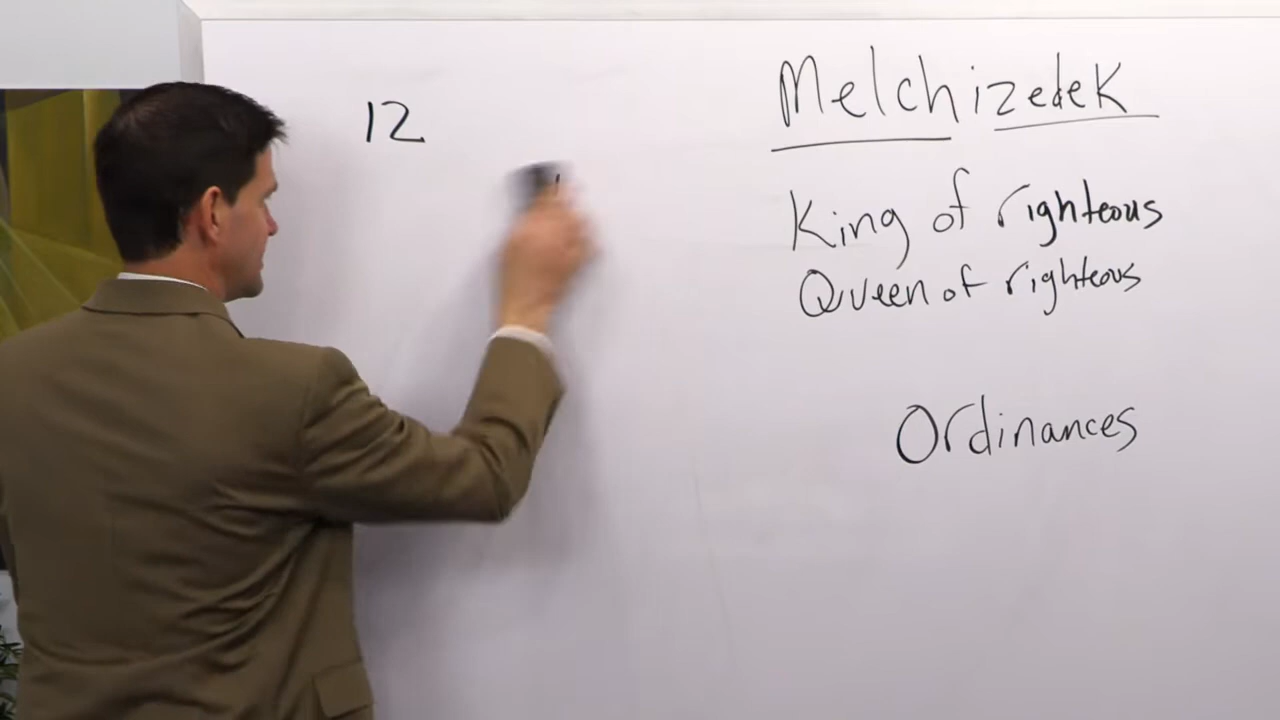 12
Melchizedek
King of righteous
Queen of righteous
Ordinances